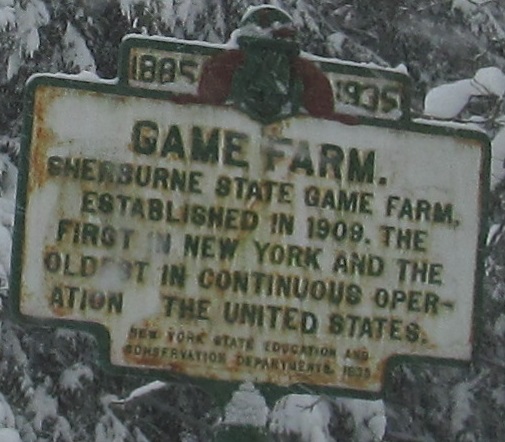 1885 1935
GAME FARM.
SHERBURNE STATE GAME FARM.
ESTABLISHED IN 1909. THE
FIRST IN NEW YORK AND THE
OLDEST IN CONTINUOUS OPER-
ATION THE UNITED STATES.
NEW YORK STATE EDUCATION AND
CONSERVATION DEPARTMENTS. 1935